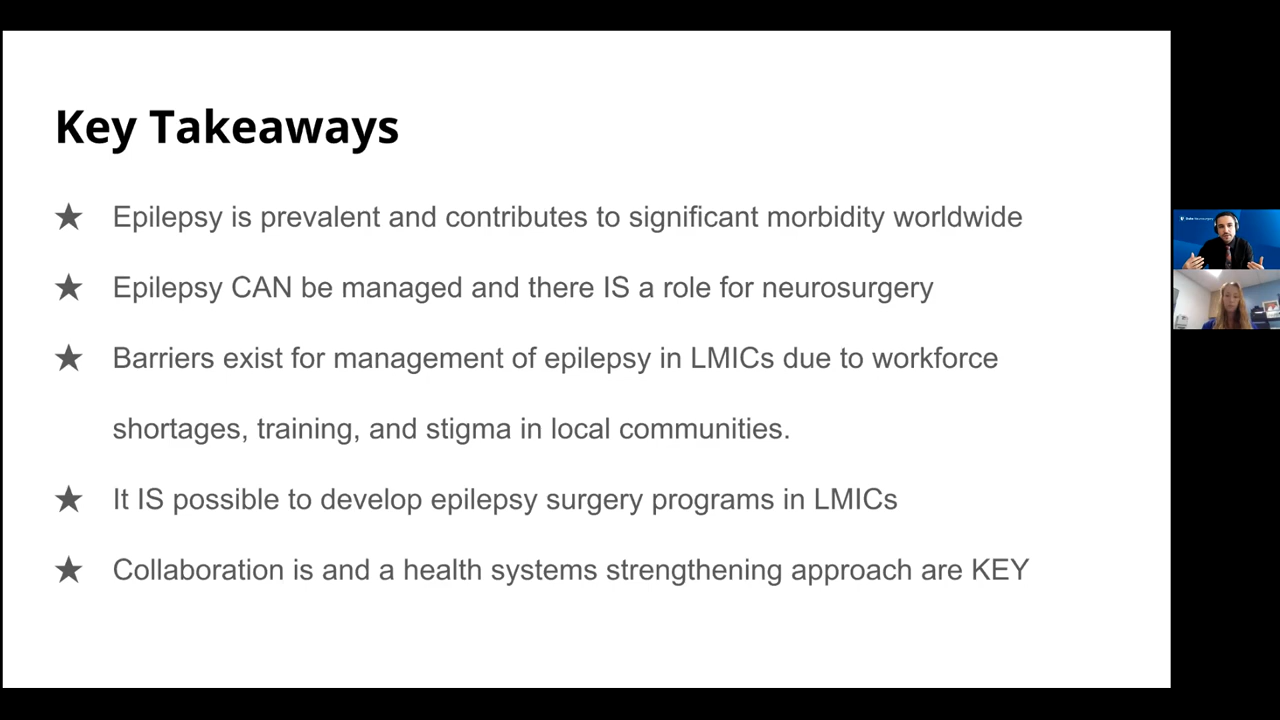 Key Takeaways
★ Epilepsy is prevalent and contributes to significant morbidity worldwide
★ Epilepsy CAN be managed and there IS a role for neurosurgery
★ Barriers exist for management of epilepsy in LMICs due to workforce
shortages, training, and stigma in local communities.
★ It IS possible to develop epilepsy surgery programs in LMICs
★ Collaboration is and a health systems strengthening approach are KEY
Duke Neurosurgery